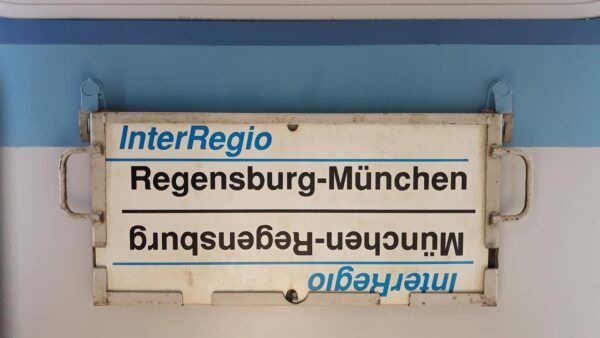 InterRegio
Regensburg-München
München-Regensburg
InterRegio